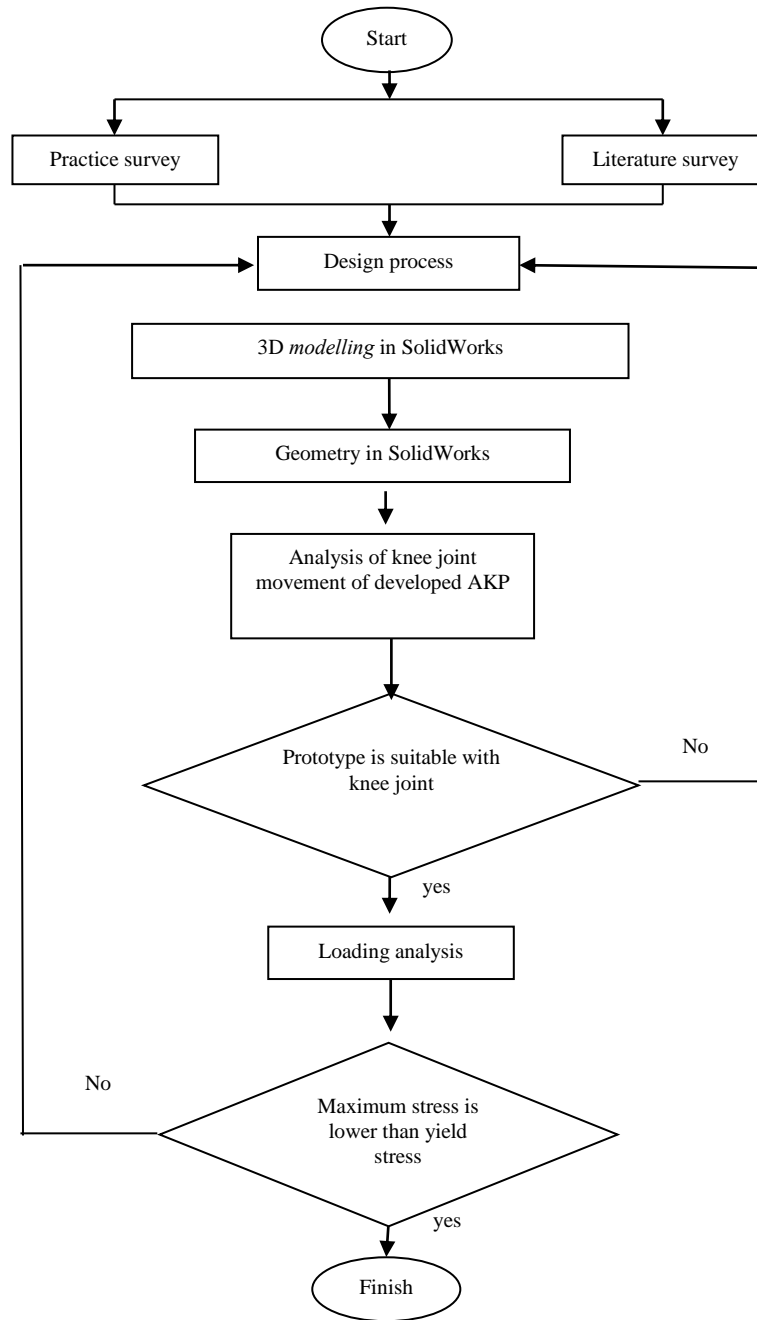 Start
Practice survey
Literature survey
Design process
3D modelling in SolidWorks
Geometry in SolidWorks
Analysis of knee joint
movement of developed AKP
Prototype is suitable with
knee joint
No
yes
Loading analysis
No
Maximum stress is
lower than yield
stress
yes
Finish